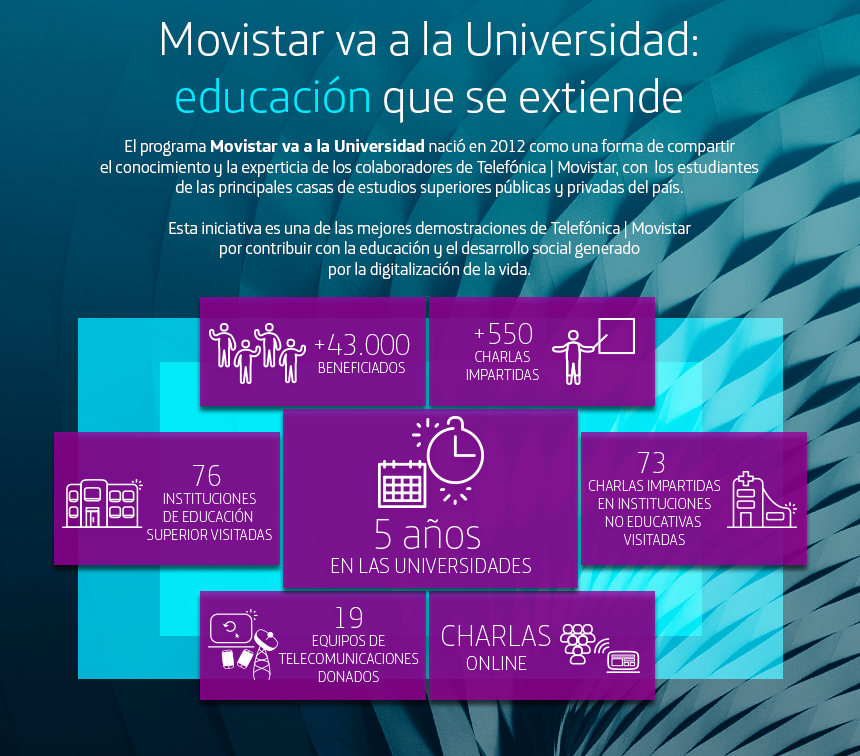 Movistar va a la Universidad:
educación que se extiende
El programa Movistar va a la Universidad nació en 2012 como una forma de compartir
el conocimiento y la experticia de los colaboradores de Telefónica | Movistar, con los estudiantes
de las principales casas de estudios superiores públicas y privadas del país.
Esta iniciativa es una de las mejores demostraciones de Telefónica | Movistar
por contribuir con la educación y el desarrollo social generado
por la digitalización de la vida.
+43.000
BENEFICIADOS
+550
CHARLAS
IMPARTIDAS
76
INSTITUCIONES
DE EDUCACIÓN
SUPERIOR VISITADAS
5 años
EN LAS UNIVERSIDADES
73
CHARLAS IMPARTIDAS
EN INSTITUCIONES
NO EDUCATIVAS
VISITADAS
19
EQUIPOS DE
TELECOMUNICACIONES
DONADOS
CHARLAS
ONLINE